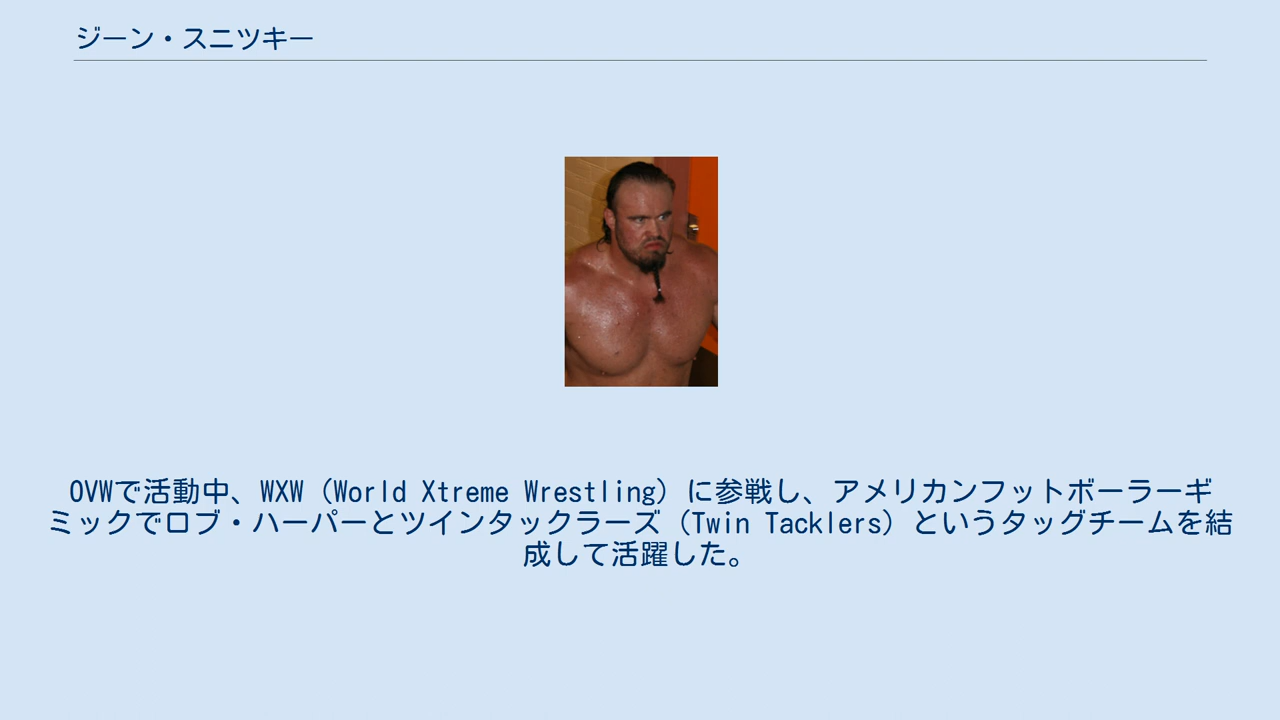 ジーン・スニツキー
OVWで活動中、WXW（World Xtreme Wrestling）に参戦し、アメリカンフットボーラーギ
ミックでロブ・ハーパーとツインタックラーズ（Twin Tacklers）というタッグチームを結
成して活躍した。